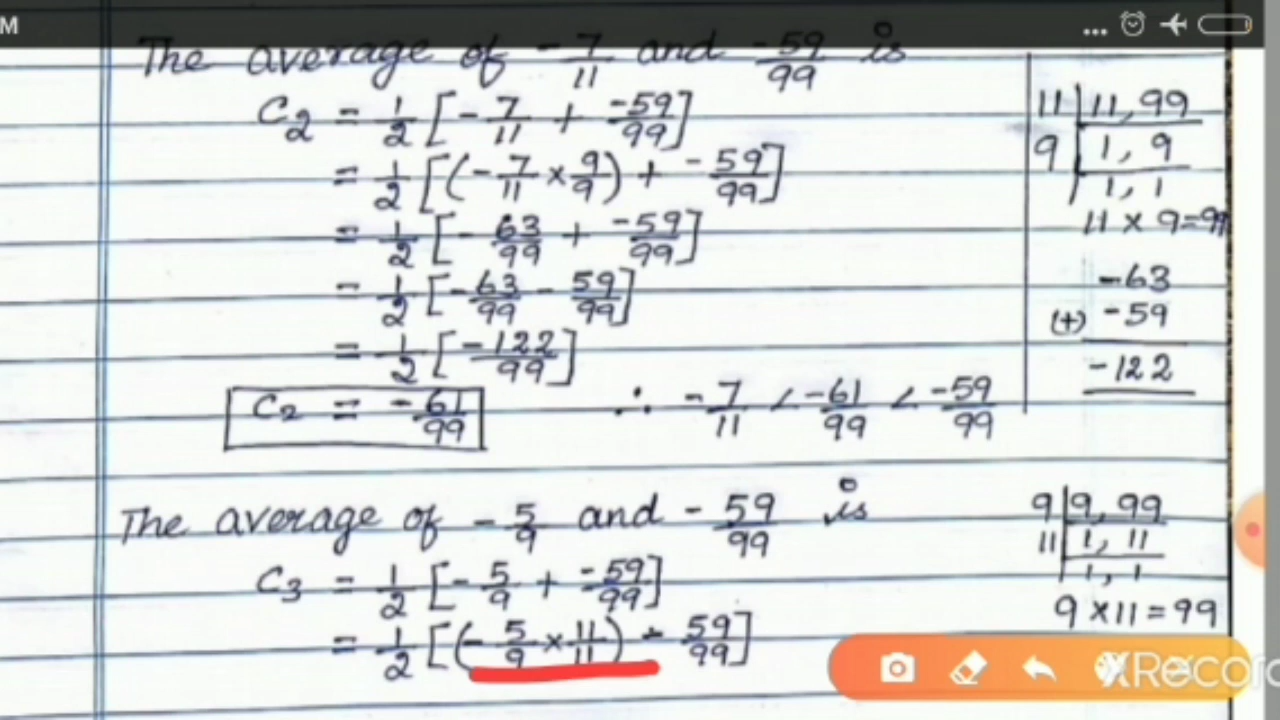 M
The average of -7/11 and -59/99 is
C2 = 1/2 [-7/11 + -59/99]
= 1/2 [(-7/11 × 9/9) + -59/99]
= 1/2 [-63/99 + -59/99]
= 1/2 [-63/99 - 59/99]
= 1/2 [-122/99]
C2 = -61/99 ∴ -7/11 < -61/99 < -59/99
11 | 11, 99
9 | 1, 9
1, 1
11 × 9=99
-63
(+) -59
-122
The average of -5/9 and -59/99 is
C3 = 1/2 [-5/9 + -59/99]
= 1/2 [(-5/9 × 11/11) - 59/99]
9 | 9, 99
11 | 1, 11
1, 1
9 × 11 = 99
XRecord